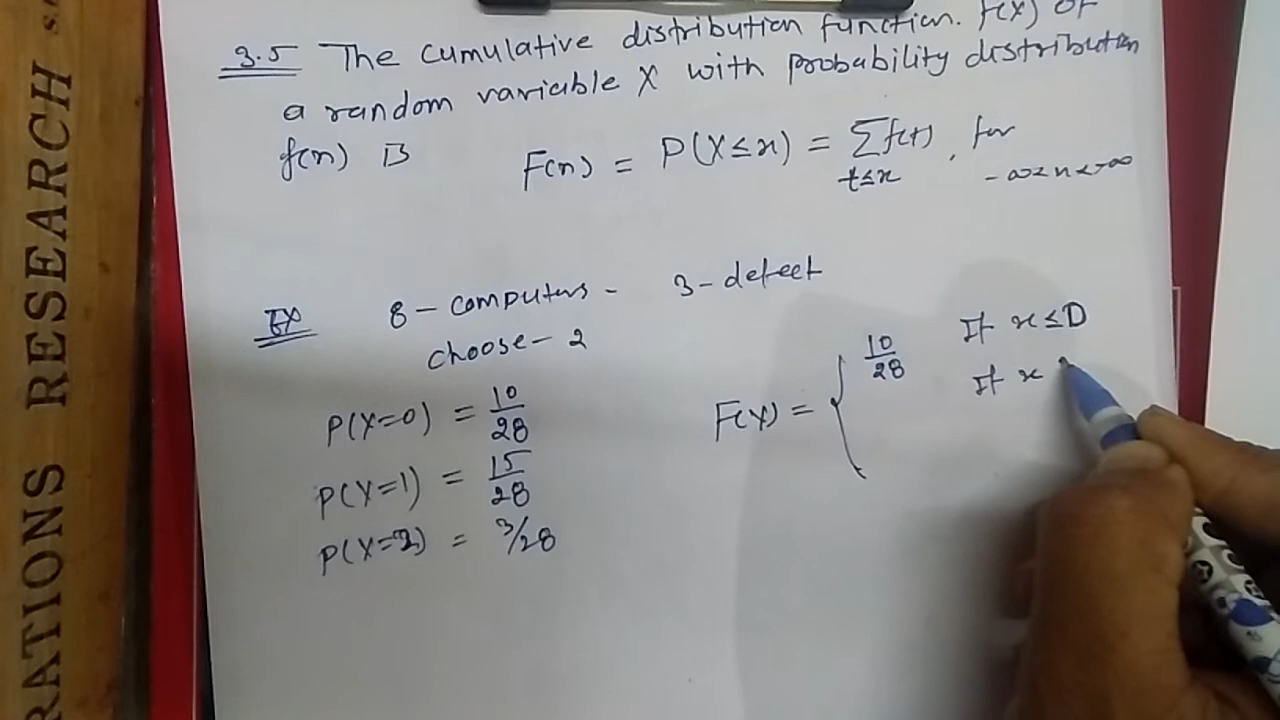 3.5 The cumulative distribution function. F(x) of
a random variable X with probability distribution
f(n) is F(n) = P(X≤x) = Σf(t), for
t≤x -∞<n<∞
EX 8 - computers - 3 - defect
choose - 2
P(X=0) = 10/28
P(X=1) = 15/28
P(X=2) = 3/28
F(X) = { 10/28 If x≤0
If x
RATIONS RESEARCH